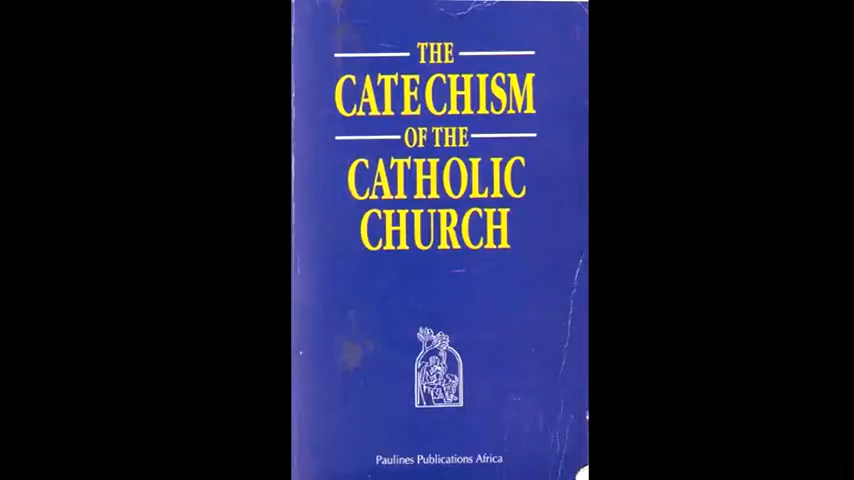 THE
CATECHISM
OF THE
CATHOLIC
CHURCH
Paulines Publications Africa